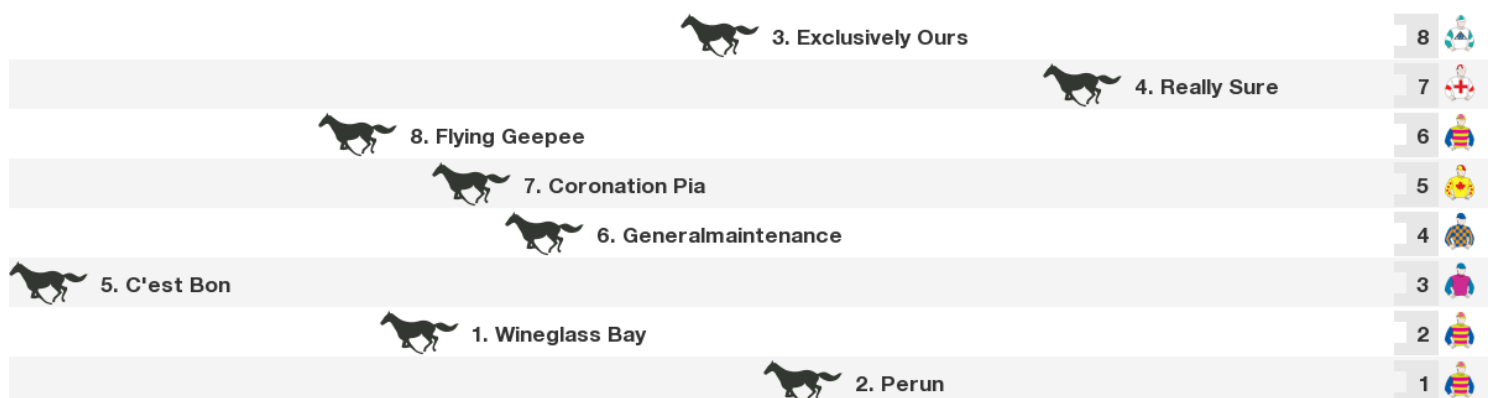 3. Exclusively Ours 8
4. Really Sure 7
8. Flying Geepee 6
7. Coronation Pia 5
6. Generalmaintenance 4
5. C'est Bon 3
1. Wineglass Bay 2
2. Perun 1